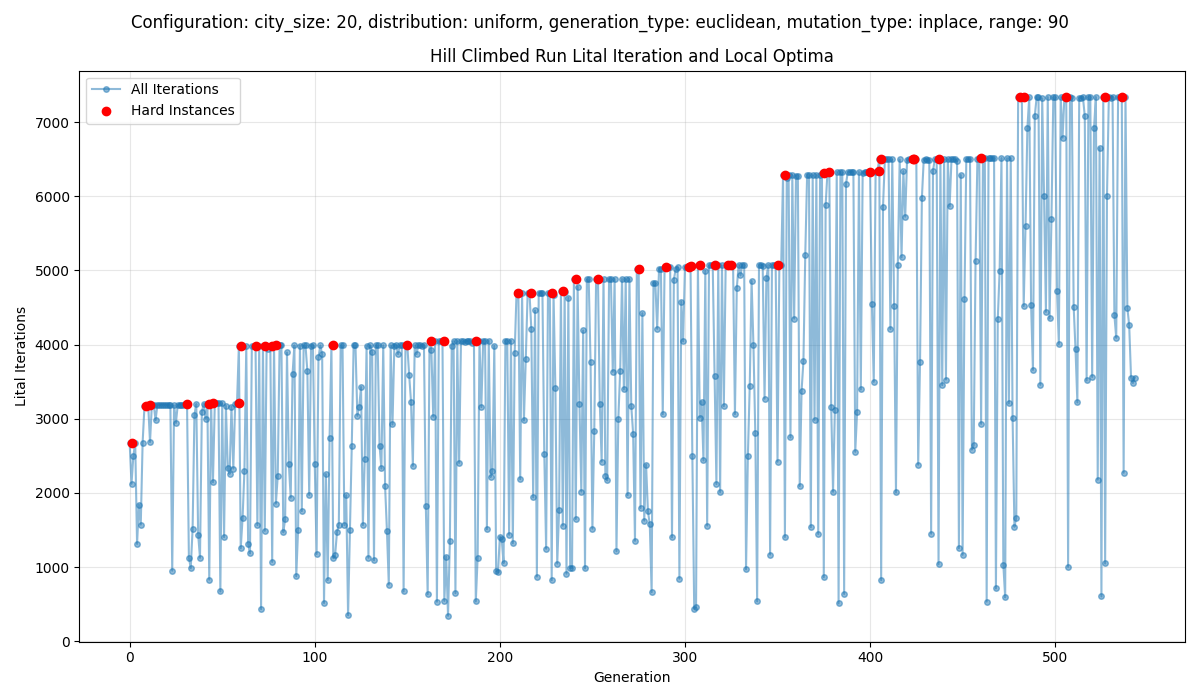 Configuration: city_size: 20, distribution: uniform, generation_type: euclidean, mutation_type: inplace, range: 90
Hill Climbed Run Lital Iteration and Local Optima
All Iterations
Hard Instances
7000
6000
5000
4000
3000
2000
1000
0
Lital Iterations
0 100 200 300 400 500
Generation